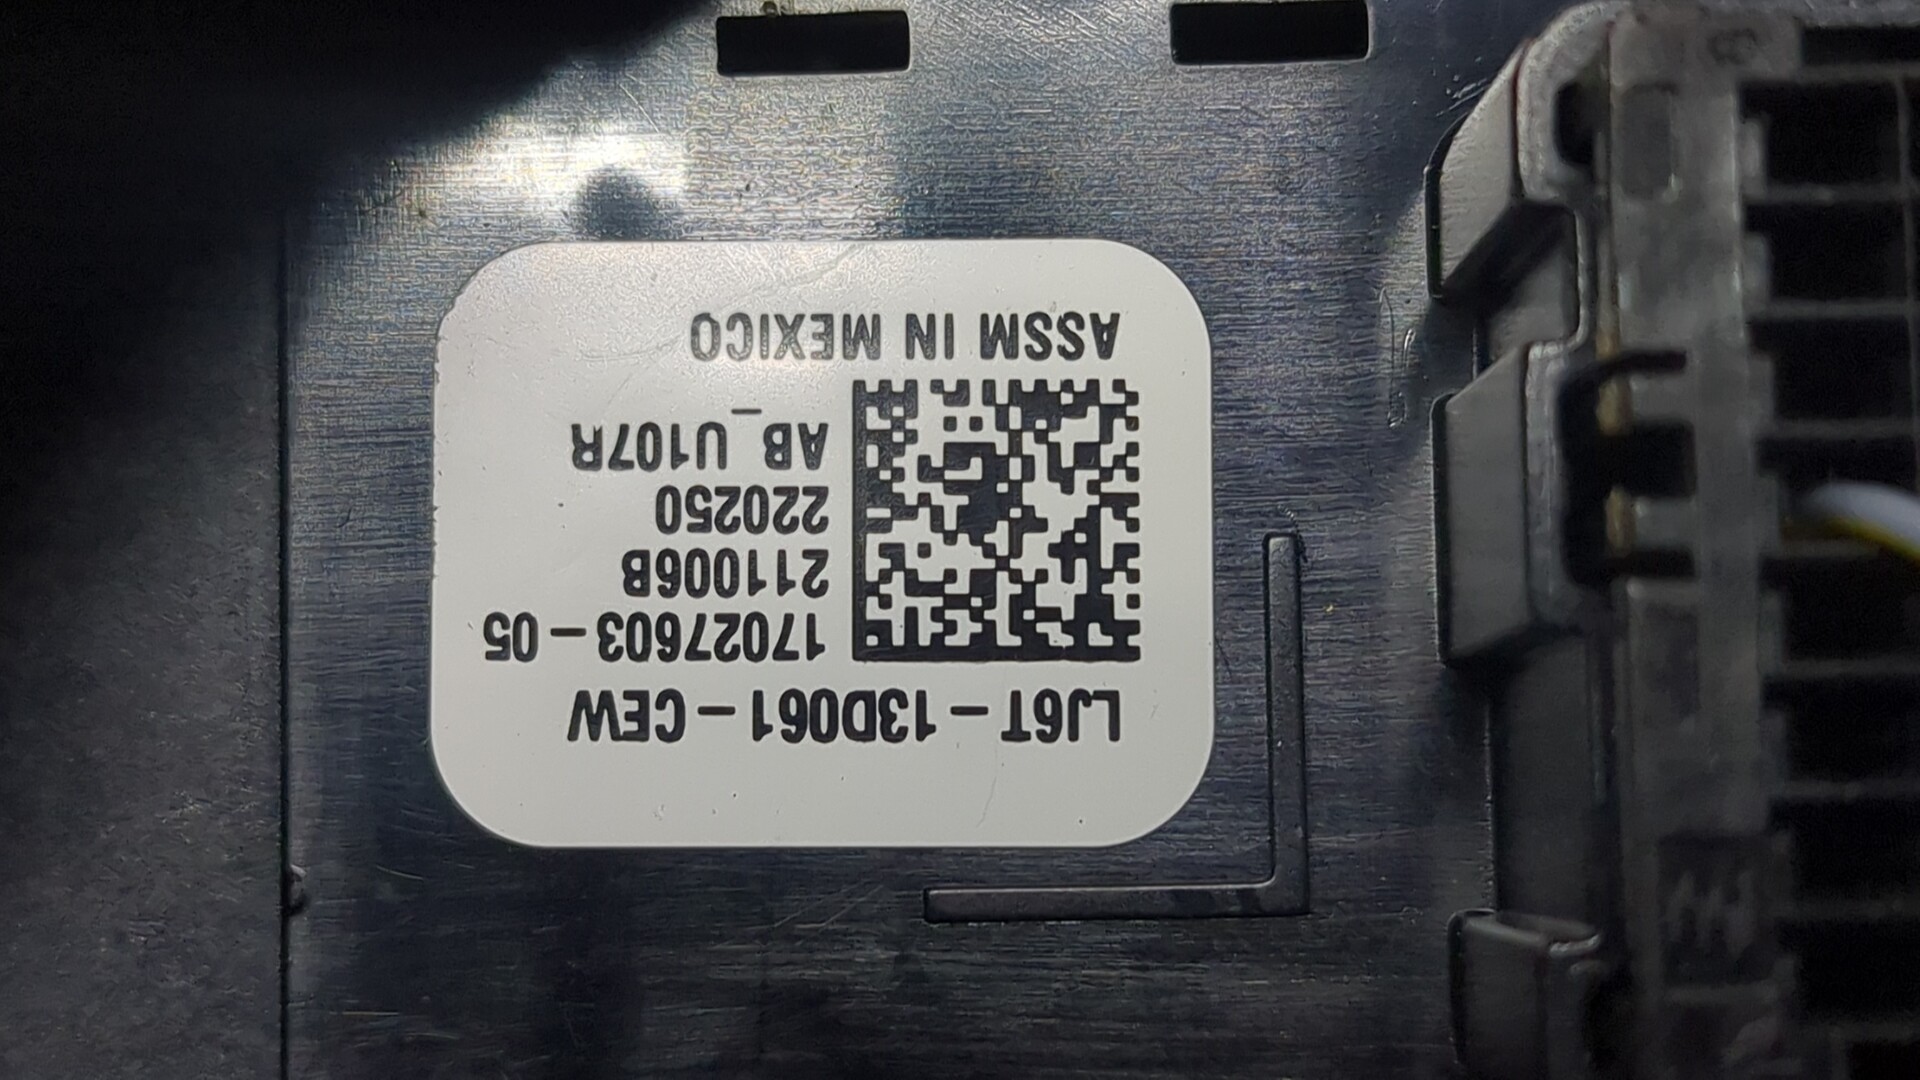 LJ6T-13D061-CEW
17027603-05
211006B
220250
AB_U107R
ASSM IN MEXICO